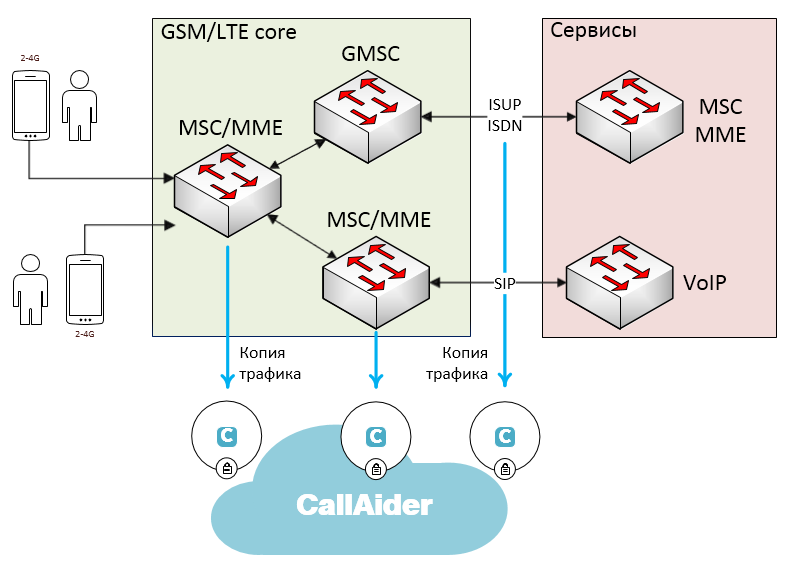 GSM/LTE core
Сервисы
2-4G
GMSC
MSC/MME
ISUP
ISDN
MSC
MME
MSC/MME
SIP
VoIP
2-4G
Копия
трафика
Копия
трафика
C
C
C
CallAider